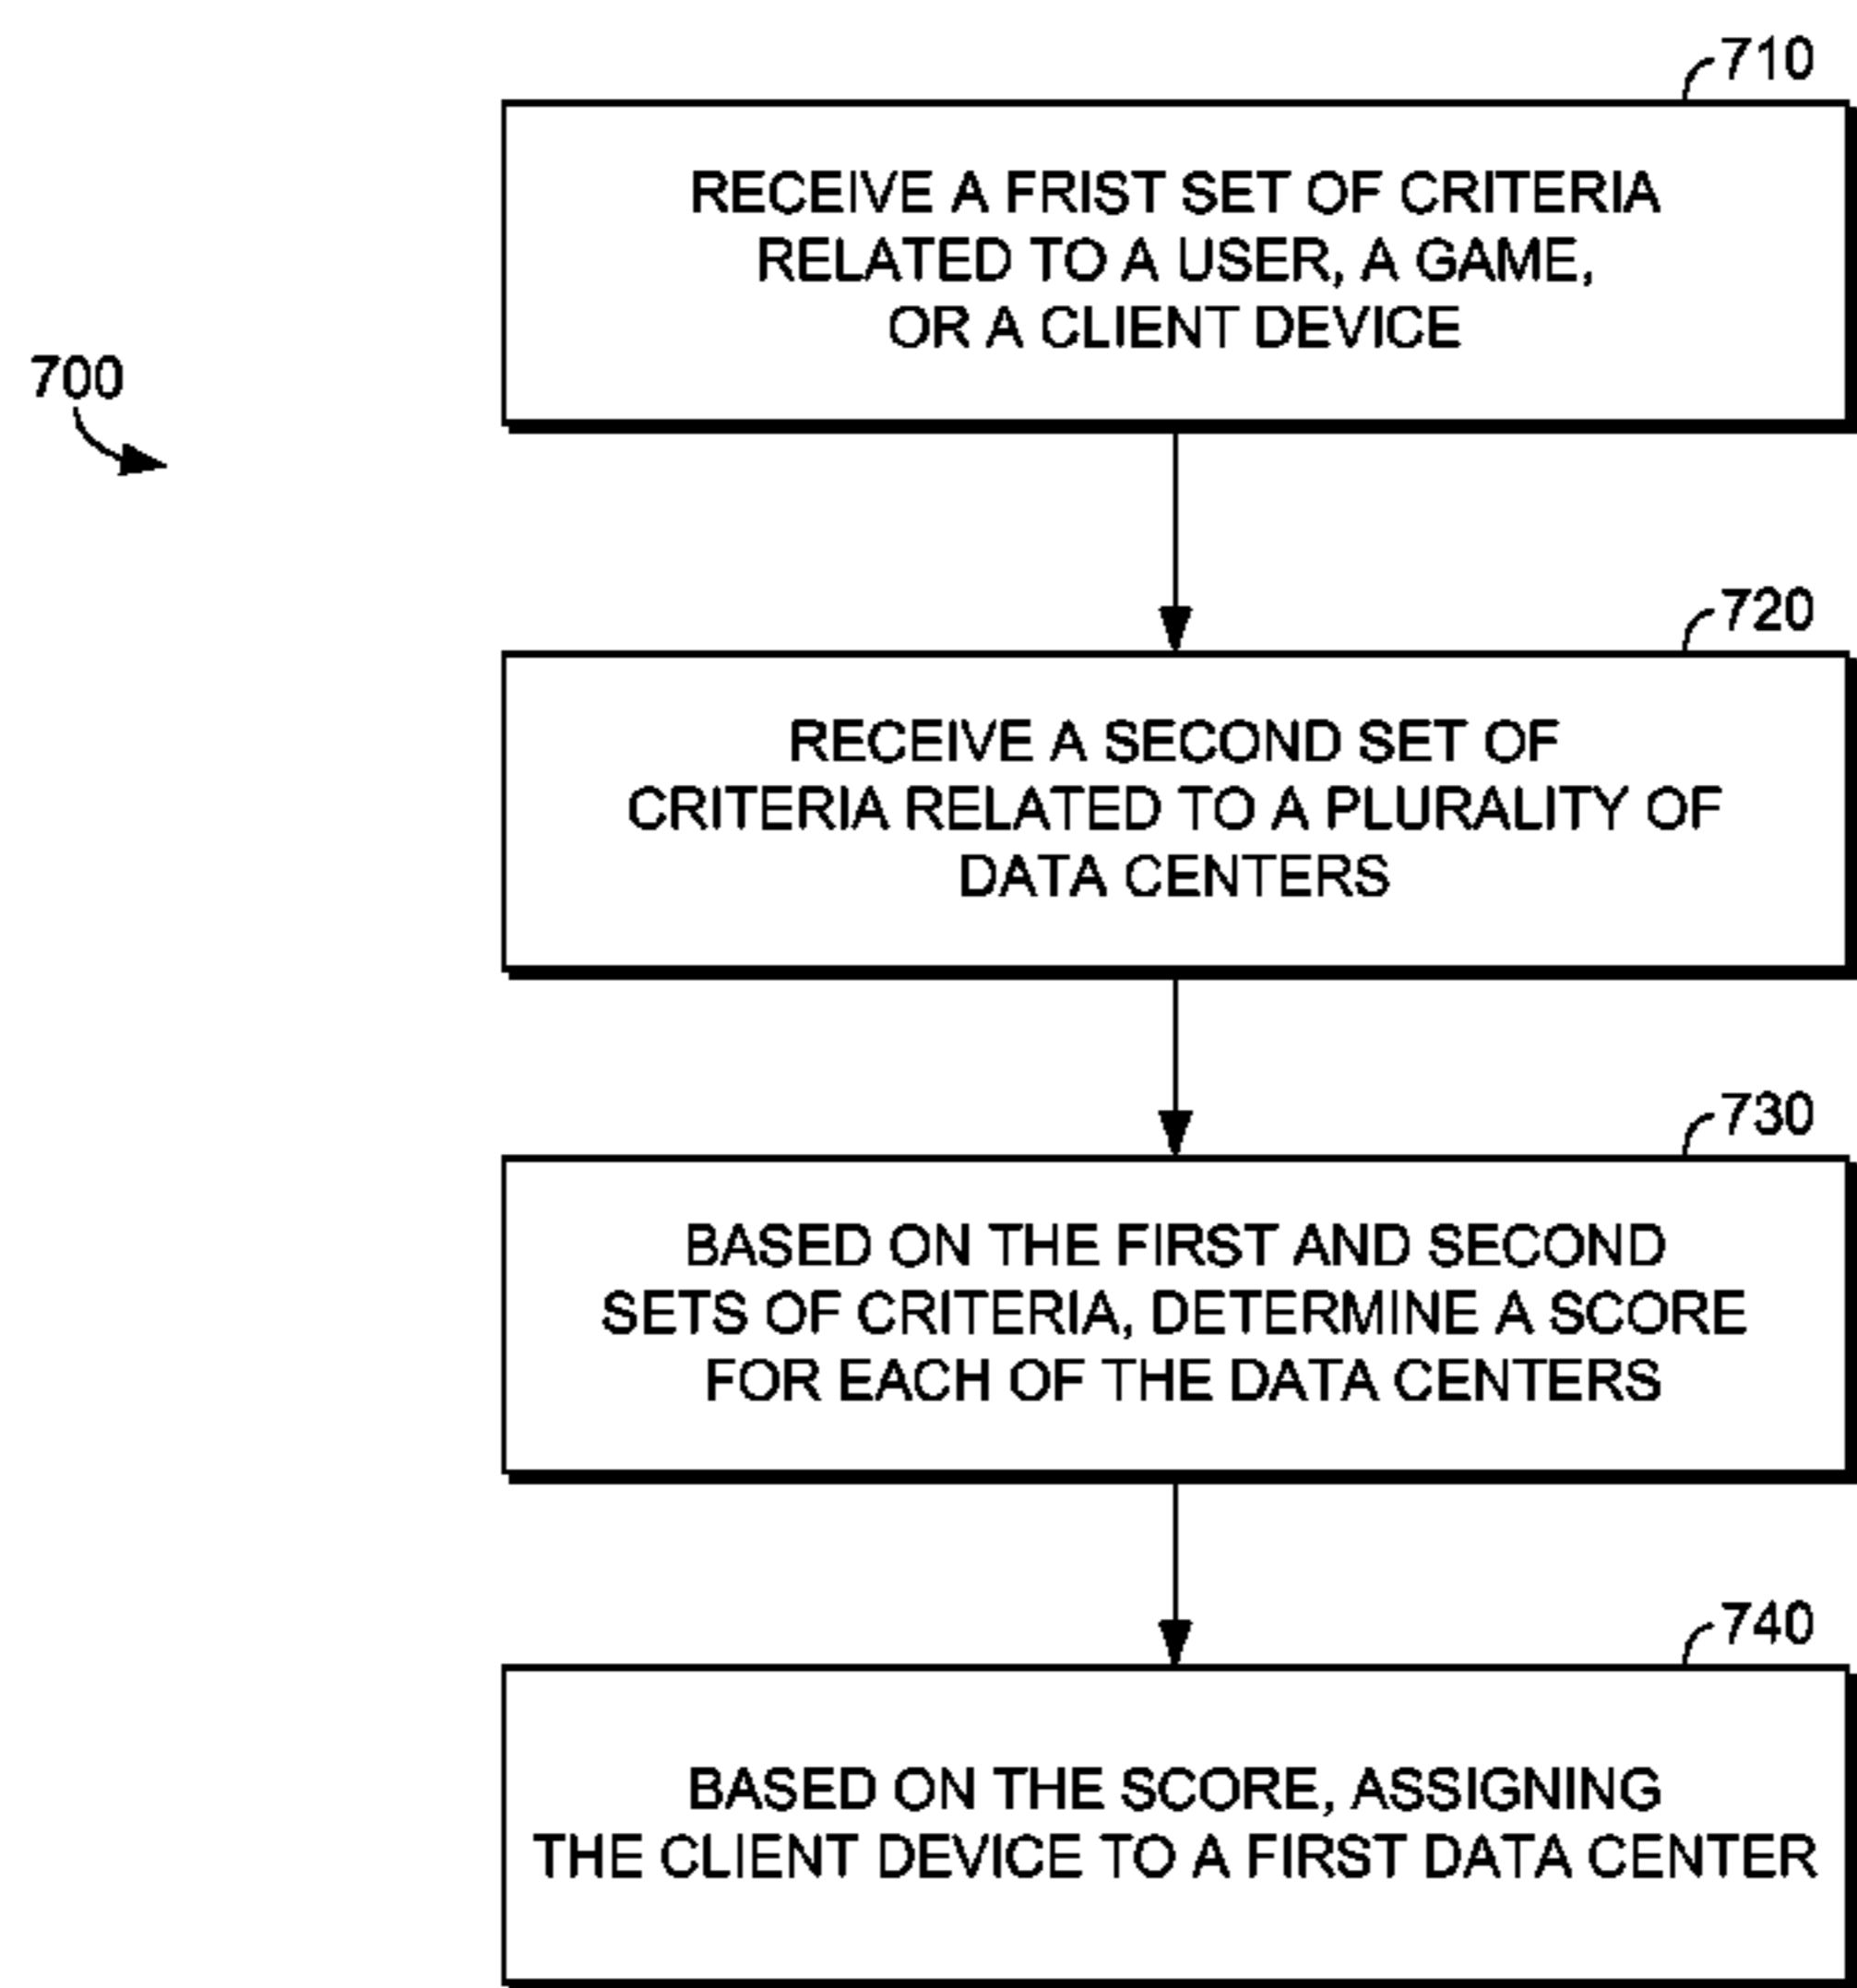 710
RECEIVE A FRIST SET OF CRITERIA
RELATED TO A USER, A GAME,
OR A CLIENT DEVICE
700
720
RECEIVE A SECOND SET OF
CRITERIA RELATED TO A PLURALITY OF
DATA CENTERS
730
BASED ON THE FIRST AND SECOND
SETS OF CRITERIA, DETERMINE A SCORE
FOR EACH OF THE DATA CENTERS
740
BASED ON THE SCORE, ASSIGNING
THE CLIENT DEVICE TO A FIRST DATA CENTER